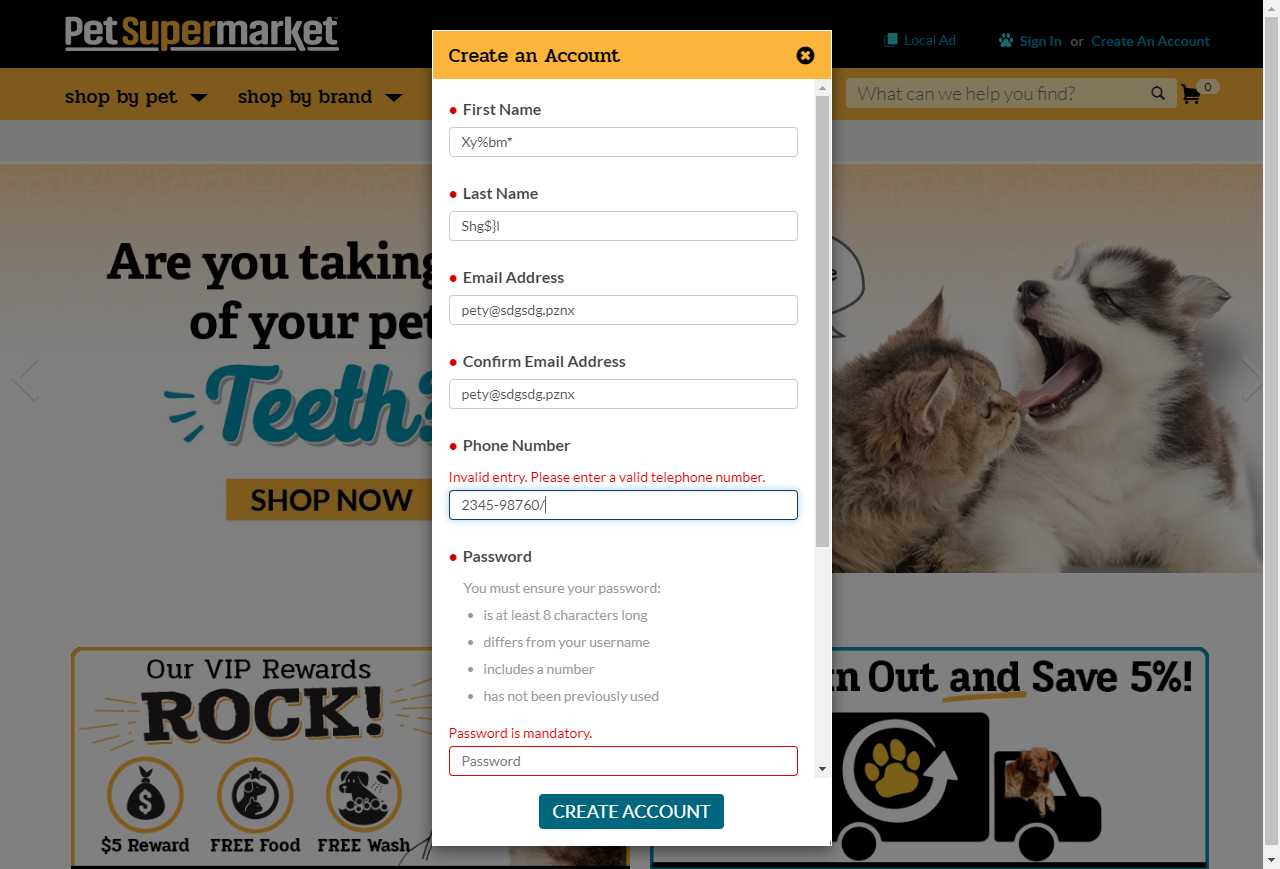 Pet Supermarket
Local Ad
Sign In or Create An Account
shop by pet
shop by brand
What can we help you find?
0
Create an Account
• First Name
Xy%bm*
• Last Name
Shg$}l
• Email Address
pety@sdgsdg.pznx
• Confirm Email Address
pety@sdgsdg.pznx
• Phone Number
Invalid entry. Please enter a valid telephone number.
2345-98760/
• Password
You must ensure your password:
• is at least 8 characters long
• differs from your username
• includes a number
• has not been previously used
Password is mandatory.
Password
CREATE ACCOUNT
Are you taking
of your pet
Teeth?
SHOP NOW
Our VIP Rewards
ROCK!
$5 Reward
FREE Food
FREE Wash
Out and Save 5%!